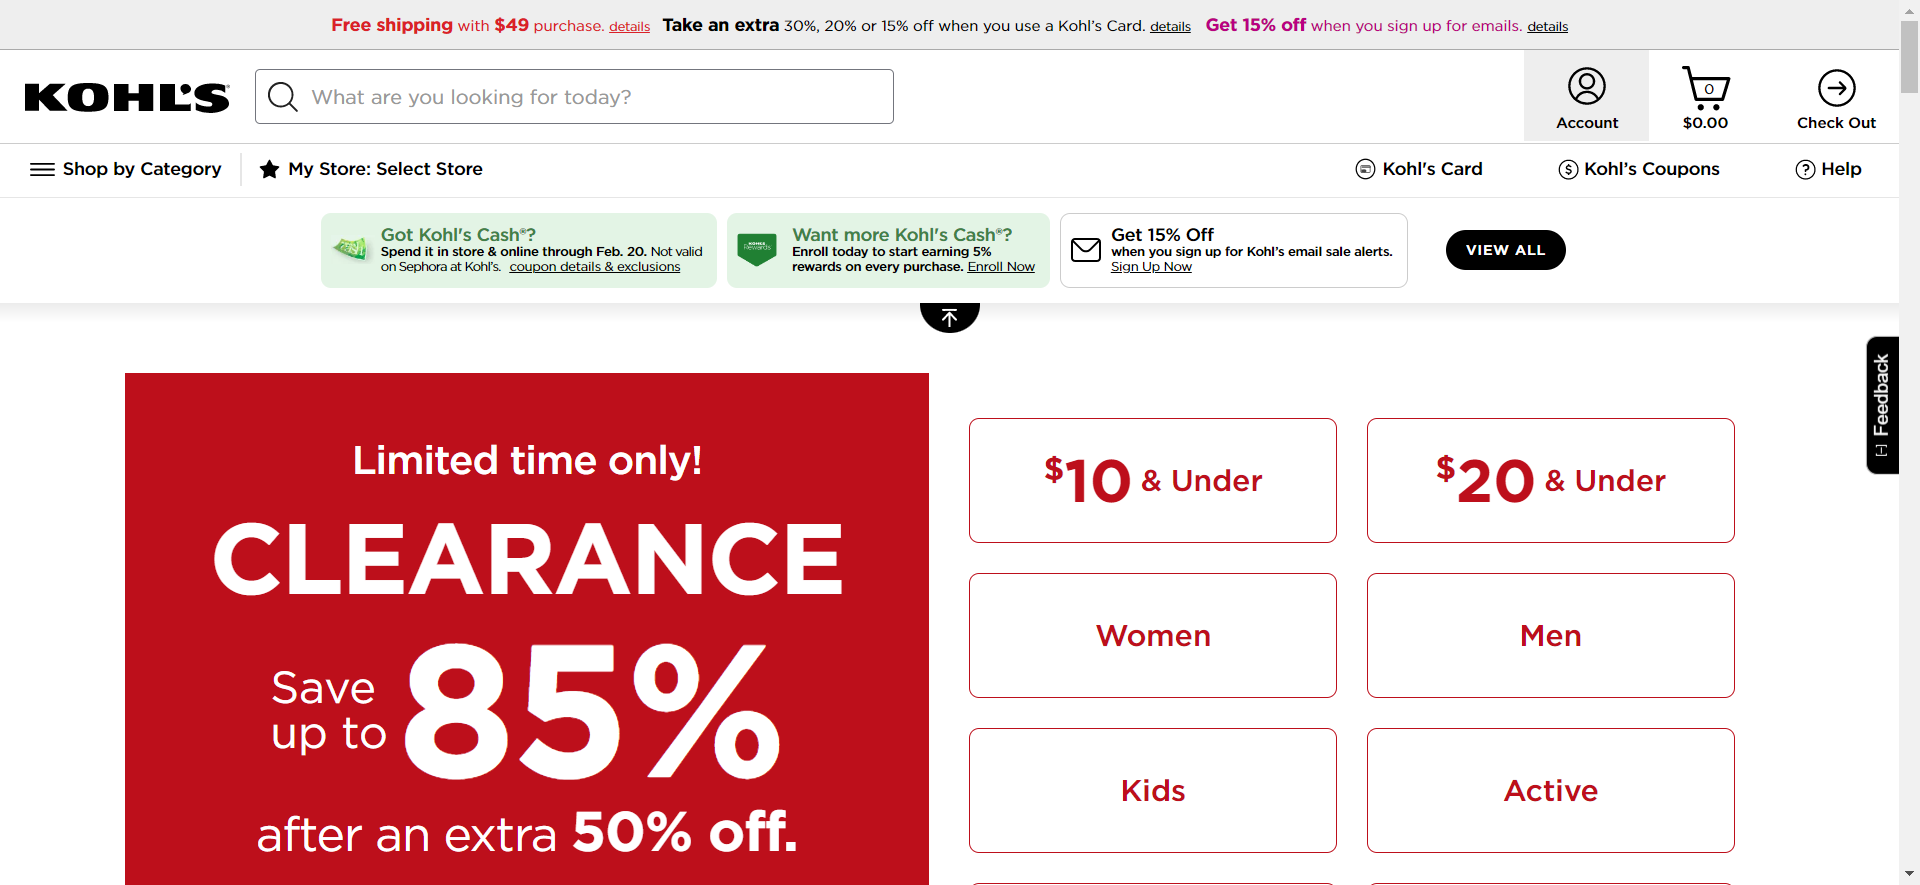 Free shipping with $49 purchase. details Take an extra 30%, 20% or 15% off when you use a Kohl's Card. details Get 15% off when you sign up for emails. details
KOHL'S
What are you looking for today?
Account
0
$0.00
Check Out
Shop by Category
My Store: Select Store
Kohl's Card
$ Kohl's Coupons
? Help
Got Kohl's Cash®?
Spend it in store & online through Feb. 20. Not valid
on Sephora at Kohl's. coupon details & exclusions
KOHL'S
Rewards
Want more Kohl's Cash®?
Enroll today to start earning 5%
rewards on every purchase. Enroll Now
Get 15% Off
when you sign up for Kohl's email sale alerts.
Sign Up Now
VIEW ALL
[-] Feedback
Limited time only!
CLEARANCE
Save
up to
85%
after an extra 50% off.
$10 & Under
$20 & Under
Women
Men
Kids
Active